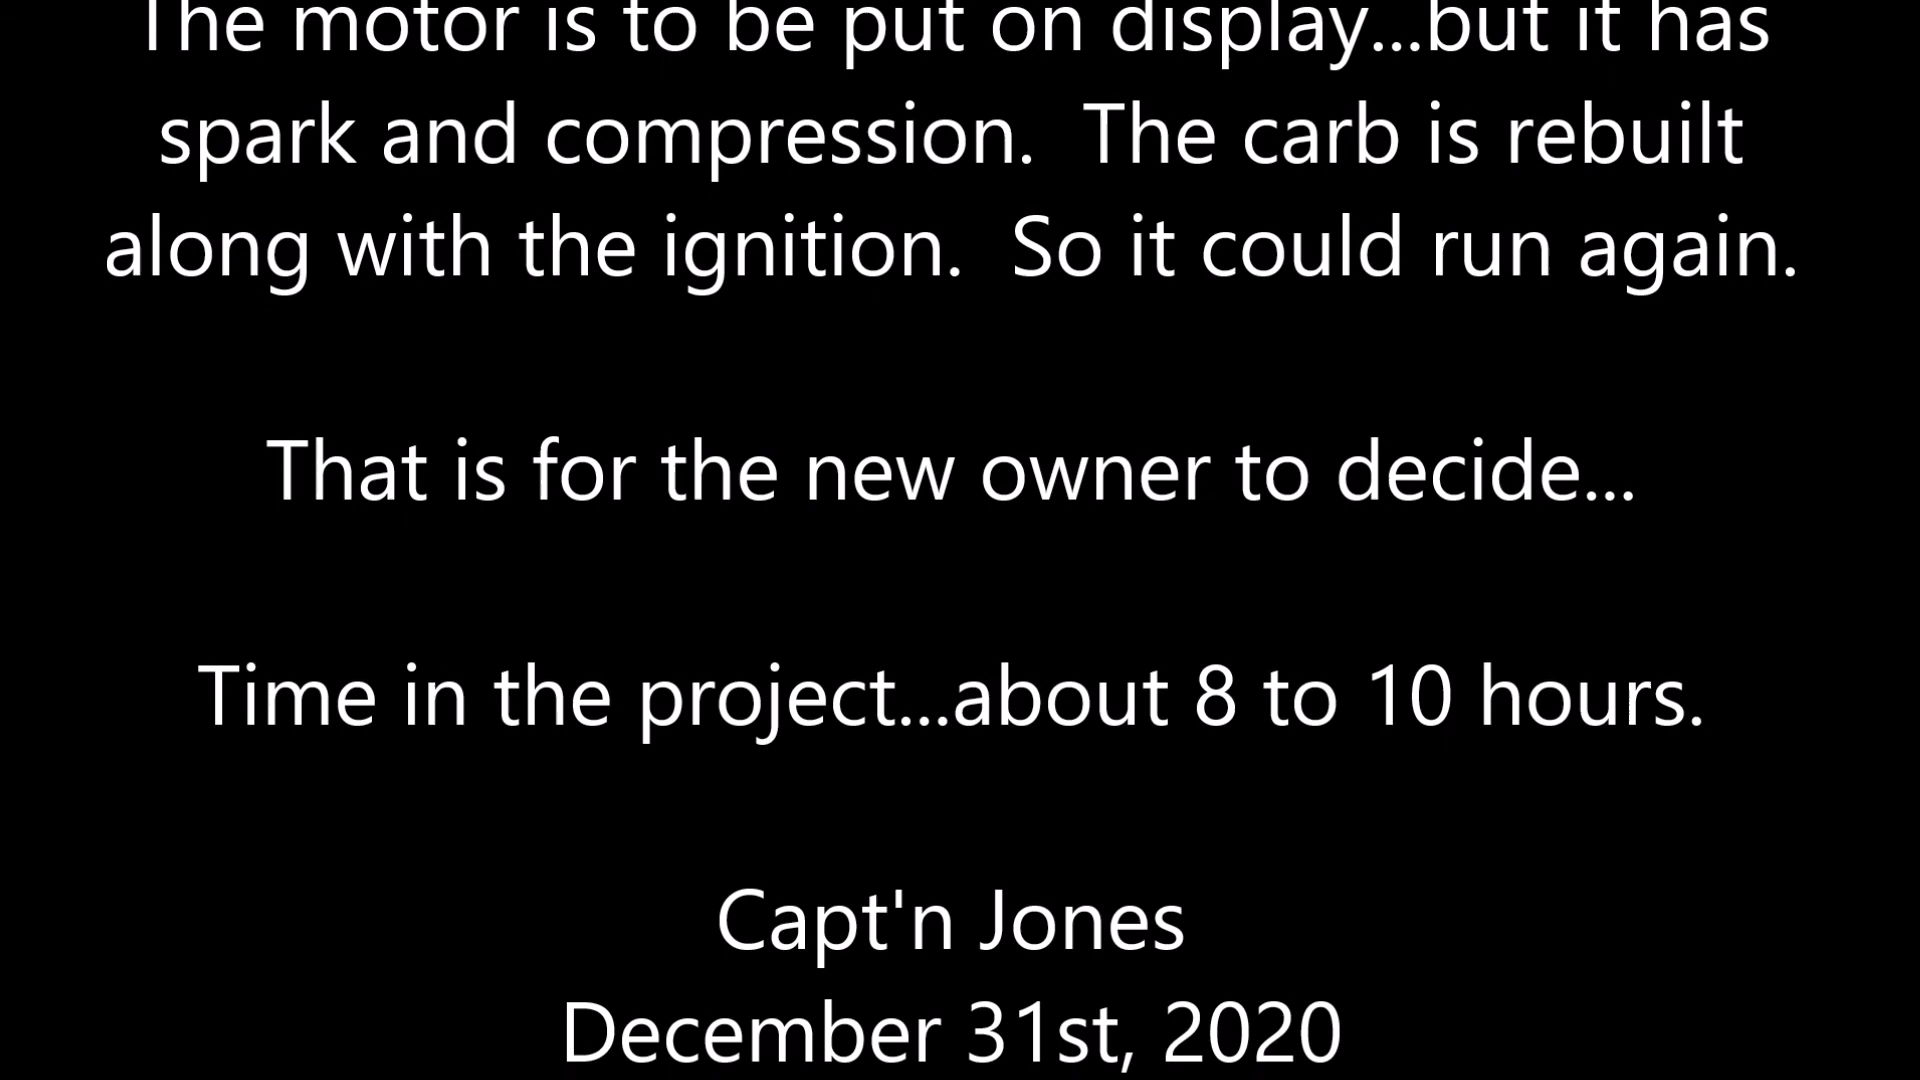 The motor is to be put on display...but it has
spark and compression.  The carb is rebuilt
along with the ignition.  So it could run again.
That is for the new owner to decide...
Time in the project...about 8 to 10 hours.
Capt'n Jones
December 31st, 2020